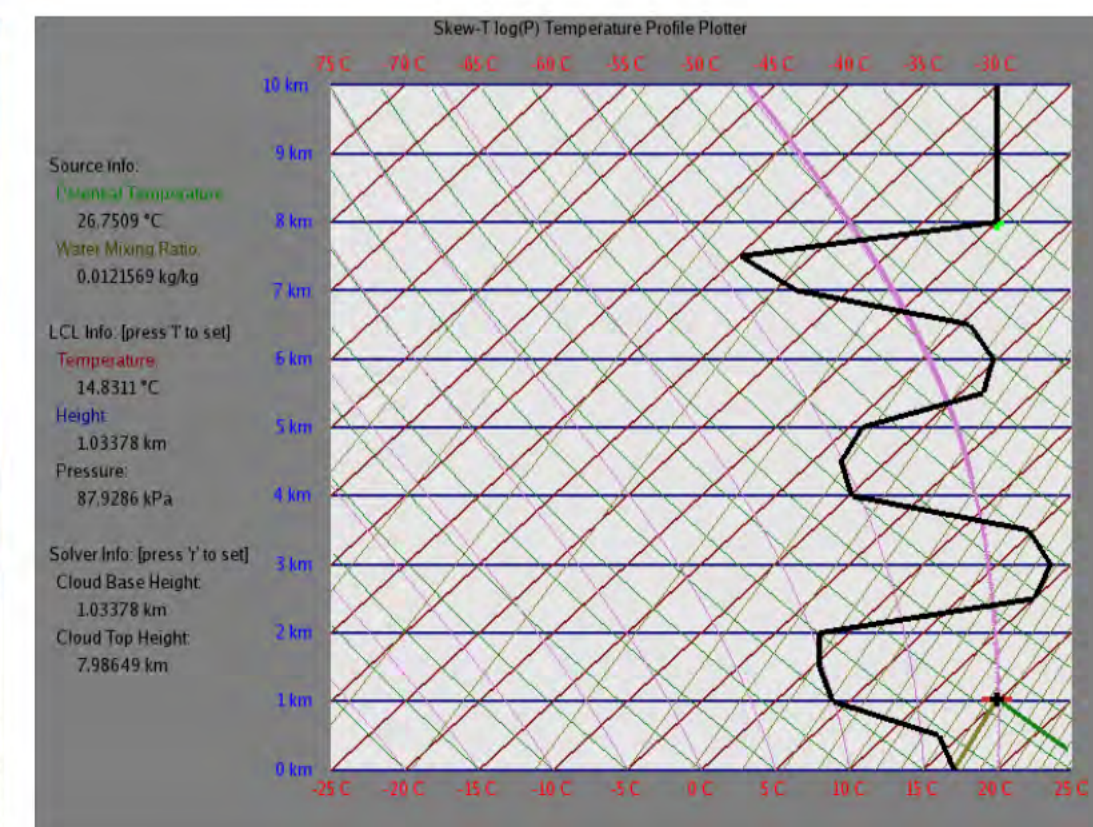 Skew-T log(P) Temperature Profile Plotter
-75 C -70 C -65 C -60 C -55 C -50 C -45 C -40 C -35 C -30 C
10 km
9 km
Source Info:
Potential Temperature:
26.7509 °C
8 km
Water Mixing Ratio:
0.0121569 kg/kg
7 km
LCL Info: [press 'l' to set]
Temperature:
6 km
14.8311 °C
Height:
5 km
1.03378 km
Pressure:
87.9286 kPa
4 km
Solver Info: [press 'r' to set]
3 km
Cloud Base Height:
1.03378 km
Cloud Top Height:
2 km
7.98649 km
1 km
0 km
-25 C -20 C -15 C -10 C -5 C 0 C 5 C 10 C 15 C 20 C 25 C